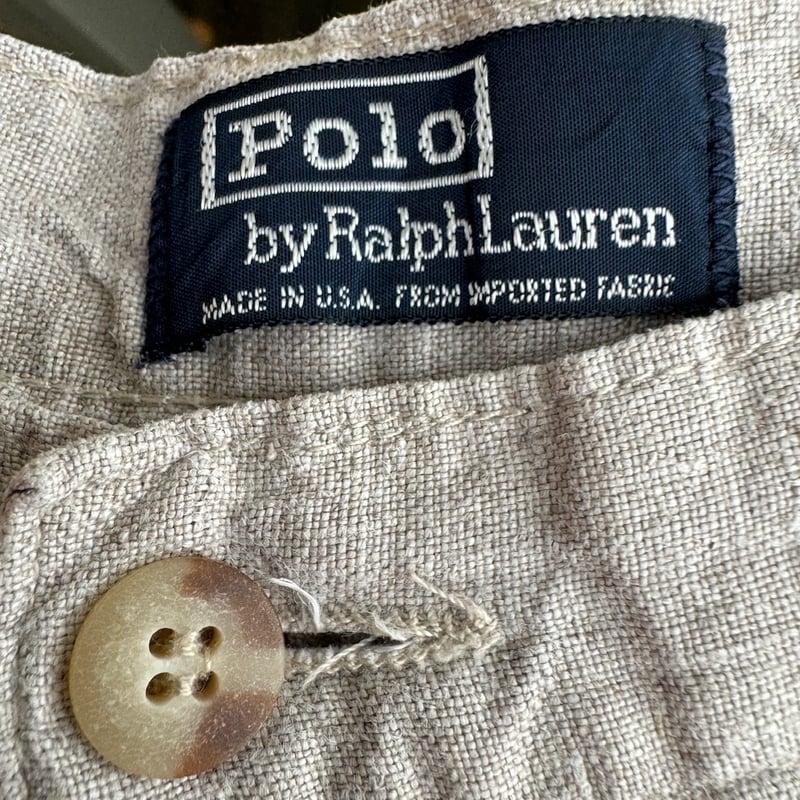 Polo
by Ralph Lauren
MADE IN U.S.A. FROM IMPORTED FABRIC